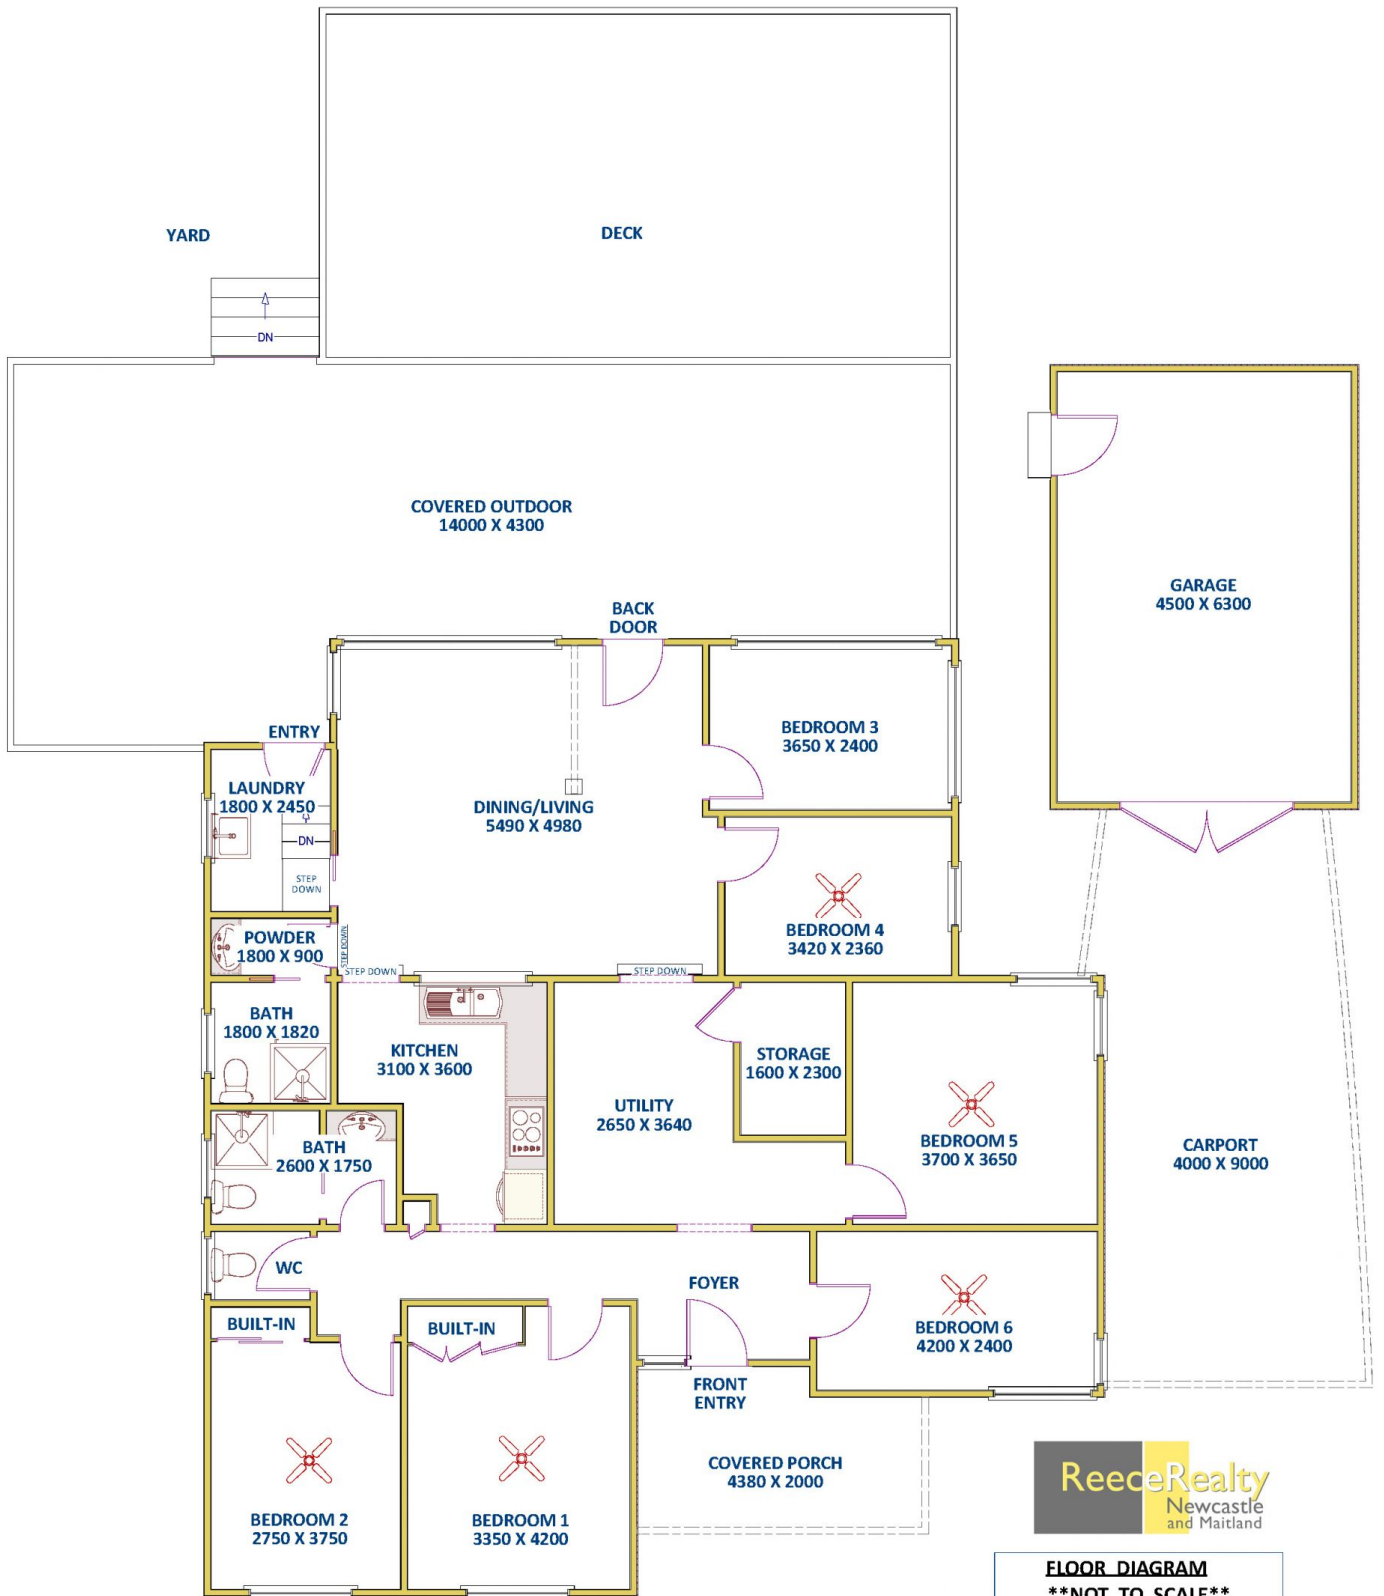 YARD
DECK
DN
COVERED OUTDOOR
14000 X 4300
GARAGE
4500 X 6300
BACK
DOOR
ENTRY
BEDROOM 3
3650 X 2400
LAUNDRY
1800 X 2450
DN
STEP
DOWN
DINING/LIVING
5490 X 4980
BEDROOM 4
3420 X 2360
POWDER
1800 X 900
STEP DOWN
STEP DOWN
STEP DOWN
BATH
1800 X 1820
KITCHEN
3100 X 3600
STORAGE
1600 X 2300
UTILITY
2650 X 3640
BEDROOM 5
3700 X 3650
CARPORT
4000 X 9000
BATH
2600 X 1750
WC
FOYER
BUILT-IN
BUILT-IN
BEDROOM 6
4200 X 2400
FRONT
ENTRY
COVERED PORCH
4380 X 2000
BEDROOM 2
2750 X 3750
BEDROOM 1
3350 X 4200
ReeceRealty
Newcastle
and Maitland
FLOOR DIAGRAM
**NOT TO SCALE**